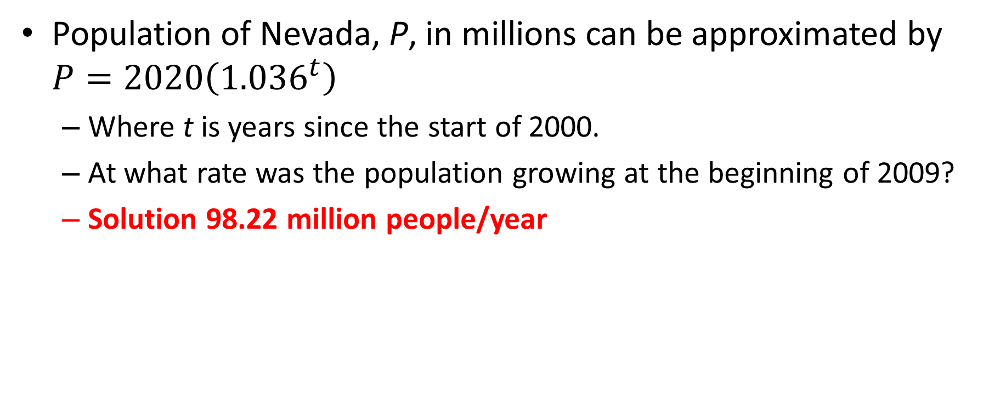 • Population of Nevada, P, in millions can be approximated by
P = 2020(1.036ᵗ)
– Where t is years since the start of 2000.
– At what rate was the population growing at the beginning of 2009?
– Solution 98.22 million people/year